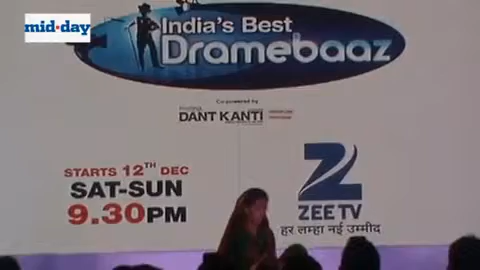 mid-day
India's Best
Dramebaaz
Co-powered by
DANT KANTI
STARTS 12TH DEC
SAT-SUN
9.30PM
ZEE TV
हर लम्हा नई उम्मीद